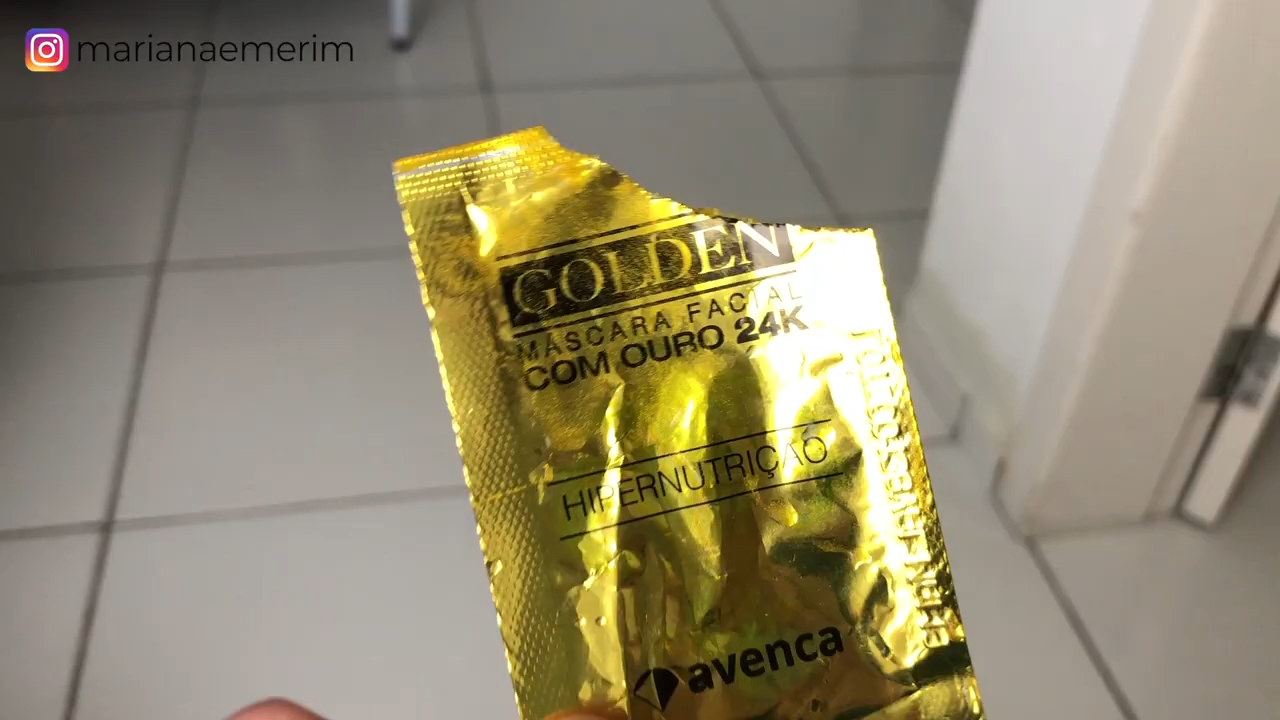 marianaemerim
GOLDEN
MÁSCARA FACIAL
COM OURO 24K
HIPERNUTRIÇÃO
avenca